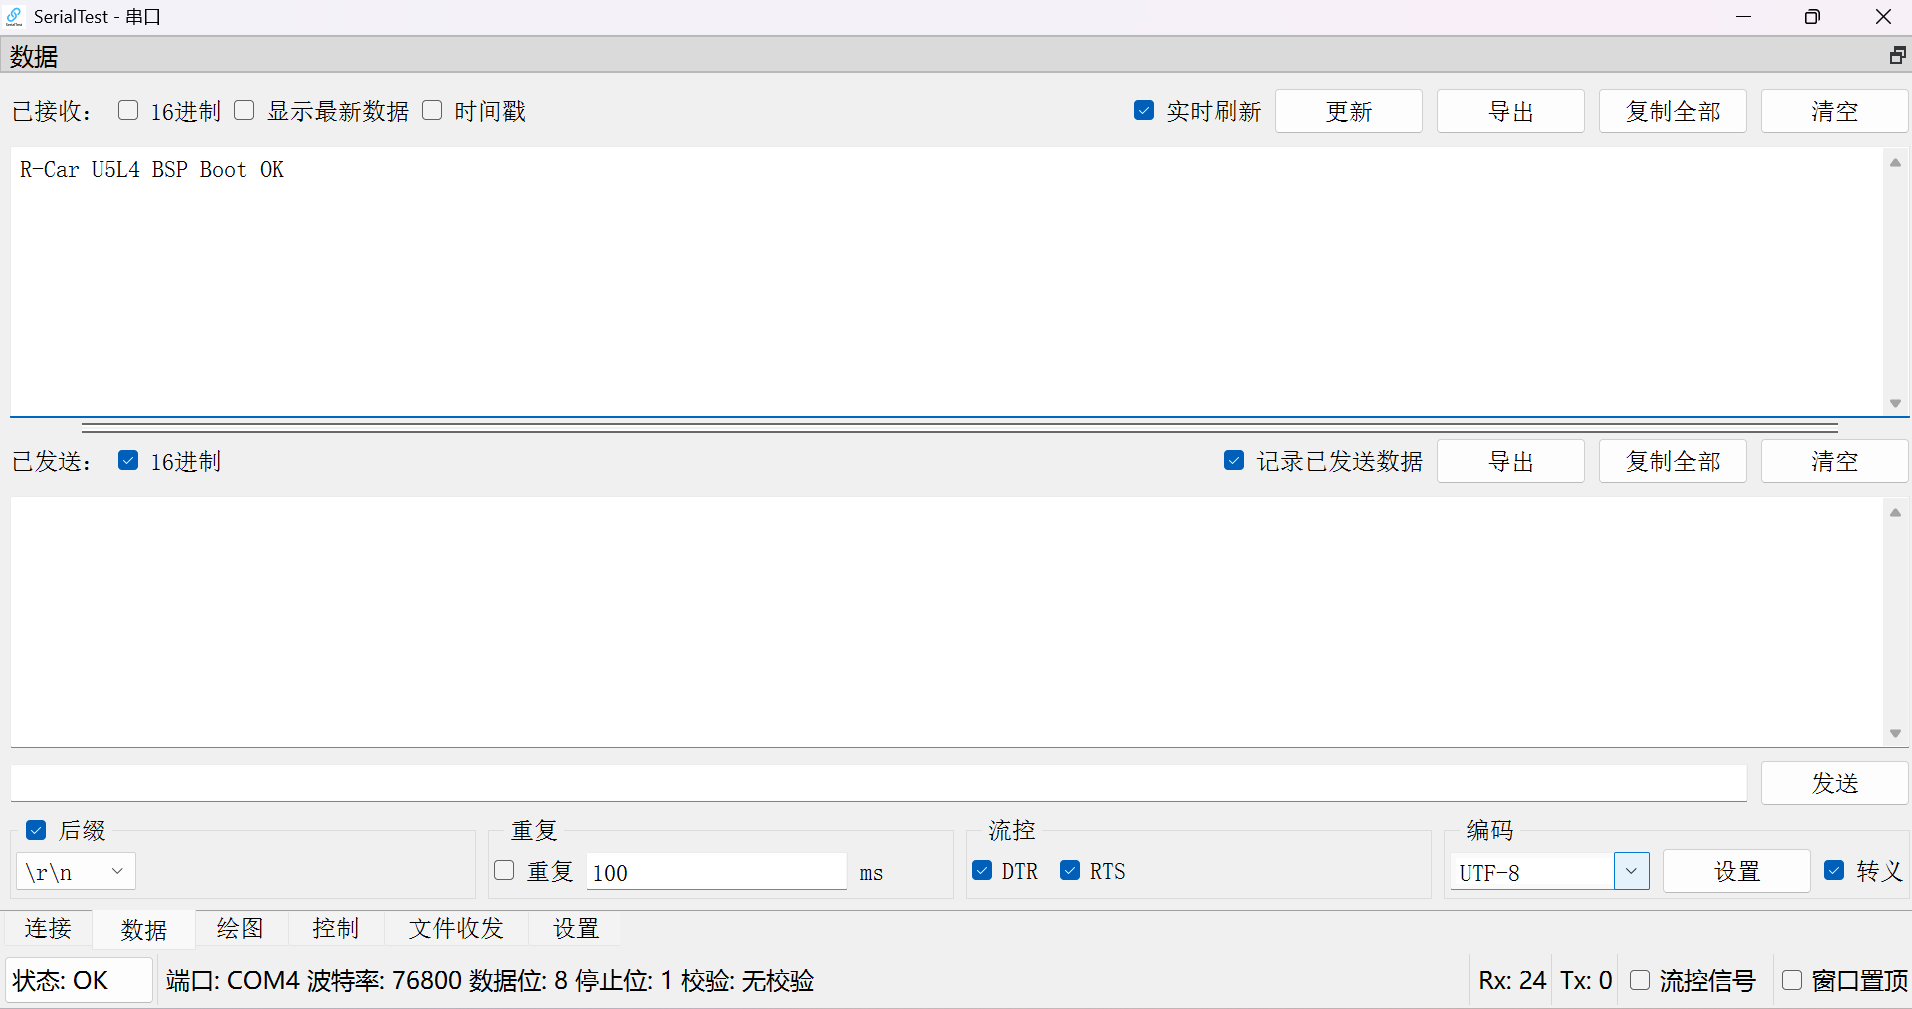 SerialTest - 串口
数据
已接收： 16进制 显示最新数据 时间戳 实时刷新 更新 导出 复制全部 清空
R-Car U5L4 BSP Boot OK
已发送： 16进制 记录已发送数据 导出 复制全部 清空
发送
后缀 重复 流控 编码
\r\n 重复 100 ms DTR RTS UTF-8 设置 转义
连接 数据 绘图 控制 文件收发 设置
状态: OK 端口: COM4 波特率: 76800 数据位: 8 停止位: 1 校验: 无校验 Rx: 24 Tx: 0 流控信号 窗口置顶